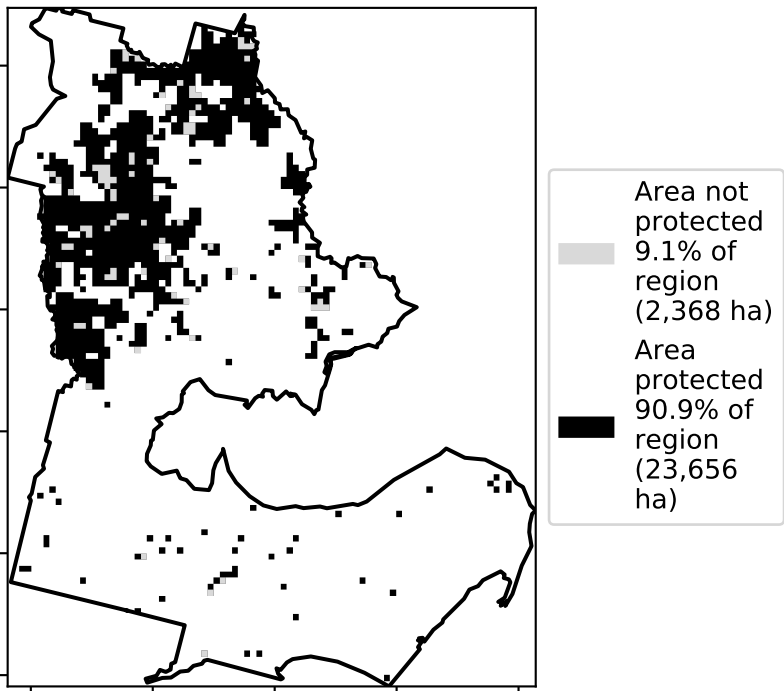 Area not
protected
9.1% of
region
(2,368 ha)
Area
protected
90.9% of
region
(23,656
ha)